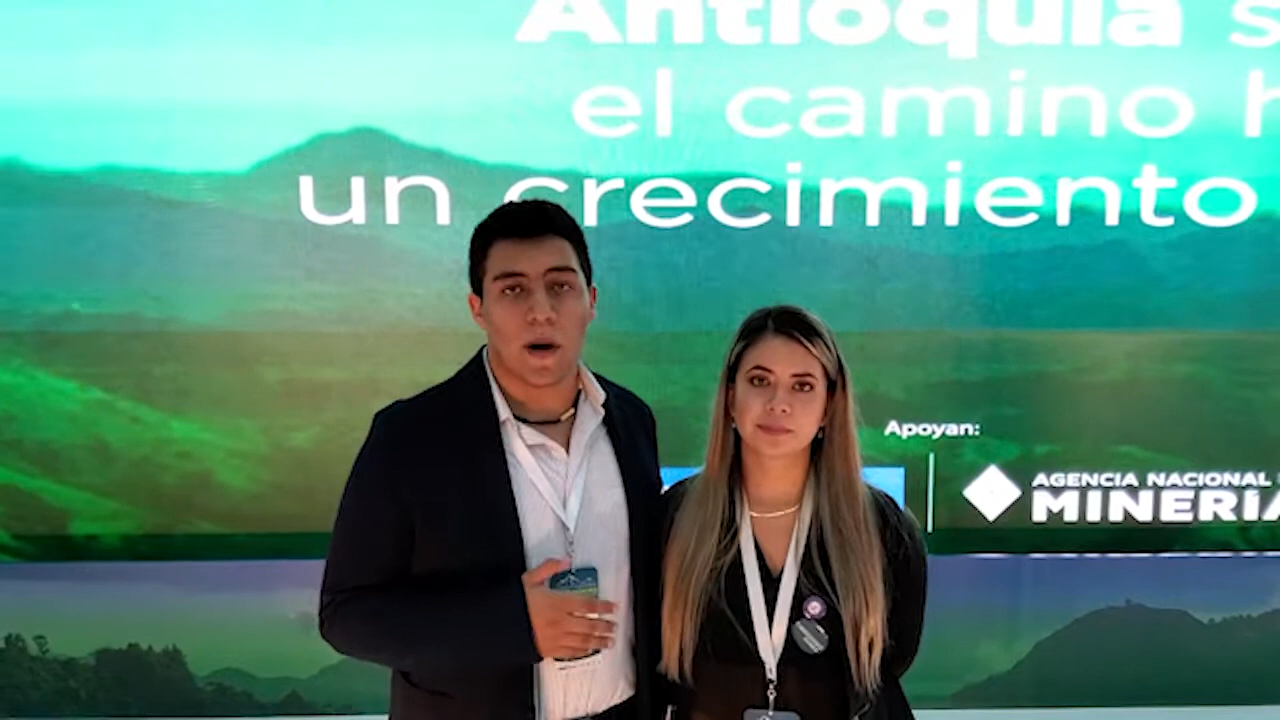 Antioquia s
el camino h
un crecimiento
Apoyan:
AGENCIA NACIONAL
MINERÍA